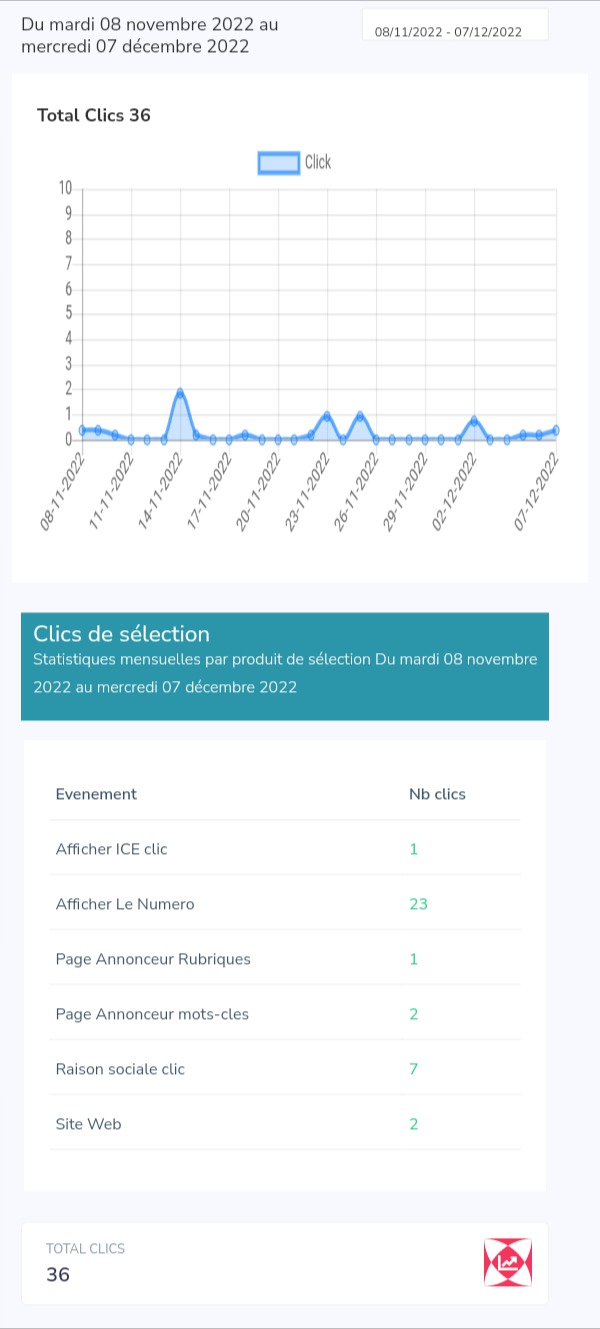 Du mardi 08 novembre 2022 au
mercredi 07 décembre 2022
08/11/2022 - 07/12/2022
Total Clics 36
Click
10
9
8
7
6
5
4
3
2
1
0
08-11-2022
11-11-2022
14-11-2022
17-11-2022
20-11-2022
23-11-2022
26-11-2022
29-11-2022
02-12-2022
07-12-2022
Clics de sélection
Statistiques mensuelles par produit de sélection Du mardi 08 novembre
2022 au mercredi 07 décembre 2022
Evenement Nb clics
Afficher ICE clic 1
Afficher Le Numero 23
Page Annonceur Rubriques 1
Page Annonceur mots-cles 2
Raison sociale clic 7
Site Web 2
TOTAL CLICS
36